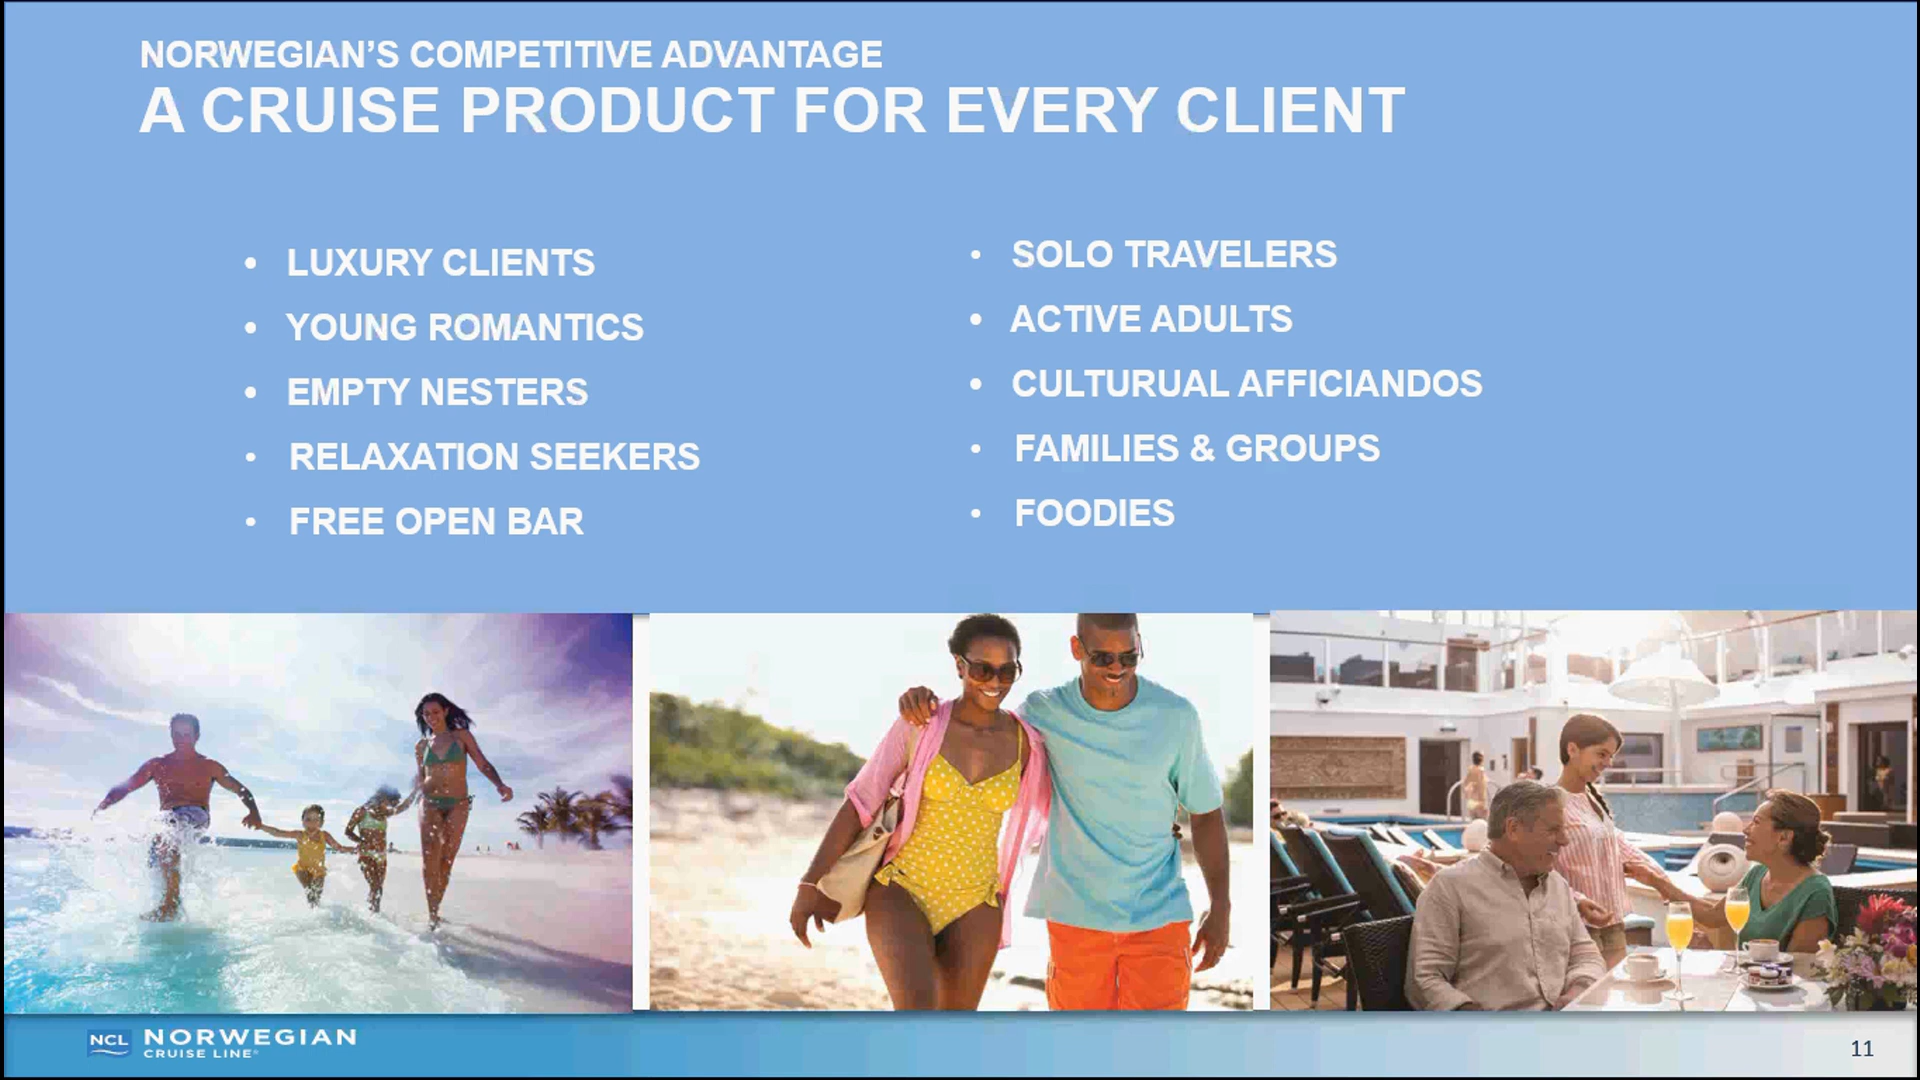 NORWEGIAN’S COMPETITIVE ADVANTAGE
A CRUISE PRODUCT FOR EVERY CLIENT
• LUXURY CLIENTS
• YOUNG ROMANTICS
• EMPTY NESTERS
• RELAXATION SEEKERS
• FREE OPEN BAR
• SOLO TRAVELERS
• ACTIVE ADULTS
• CULTURUAL AFFICIANDOS
• FAMILIES & GROUPS
• FOODIES
NCL NORWEGIAN
CRUISE LINE®
11